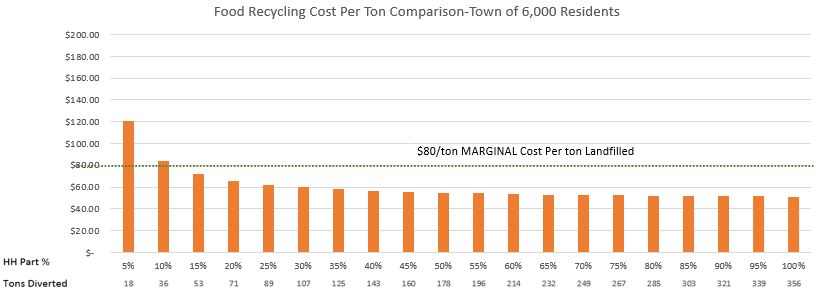 Food Recycling Cost Per Ton Comparison-Town of 6,000 Residents
$200.00
$180.00
$160.00
$140.00
$120.00
$100.00
$80/ton MARGINAL Cost Per ton Landfilled
$80.00
$60.00
$40.00
$20.00
$-
HH Part % 5% 10% 15% 20% 25% 30% 35% 40% 45% 50% 55% 60% 65% 70% 75% 80% 85% 90% 95% 100%
Tons Diverted 18 36 53 71 89 107 125 143 160 178 196 214 232 249 267 285 303 321 339 356